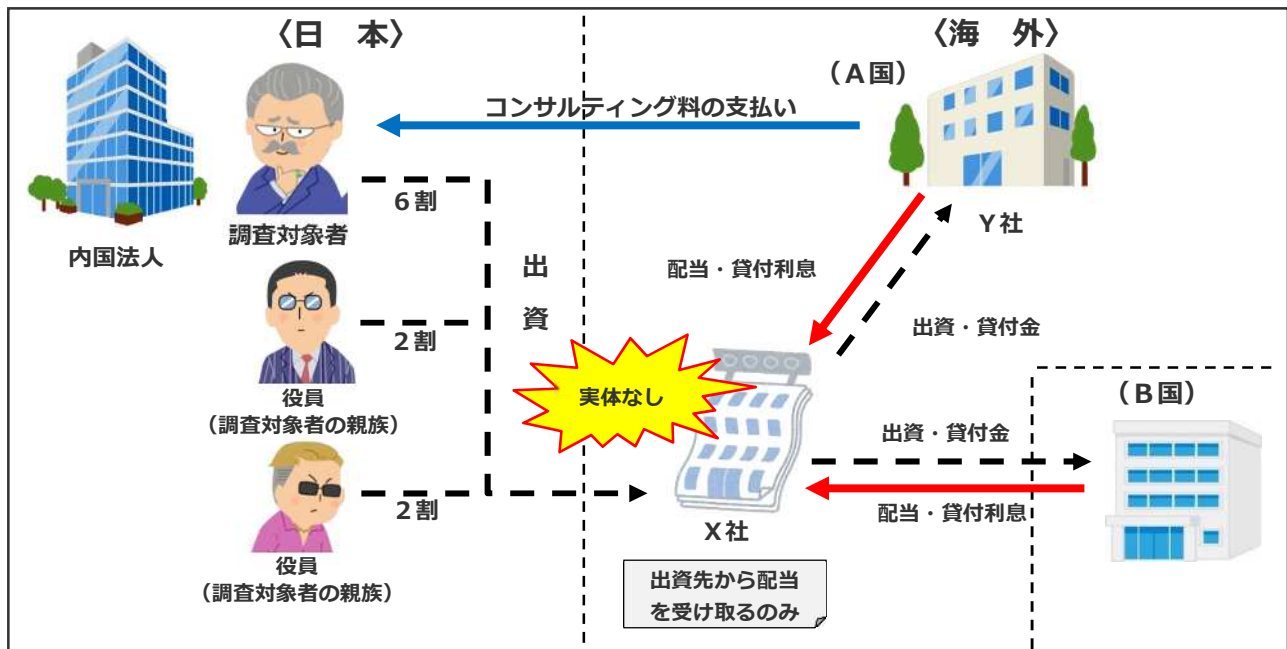 〈日　本〉
〈海　外〉
（Ａ国）
コンサルティング料の支払い
６割
内国法人
調査対象者
Ｙ社
出
資
配当・貸付利息
２割
出資・貸付金
実体なし
（Ｂ国）
役員
（調査対象者の親族）
出資・貸付金
２割
配当・貸付利息
Ｘ社
役員
（調査対象者の親族）
出資先から配当
を受け取るのみ